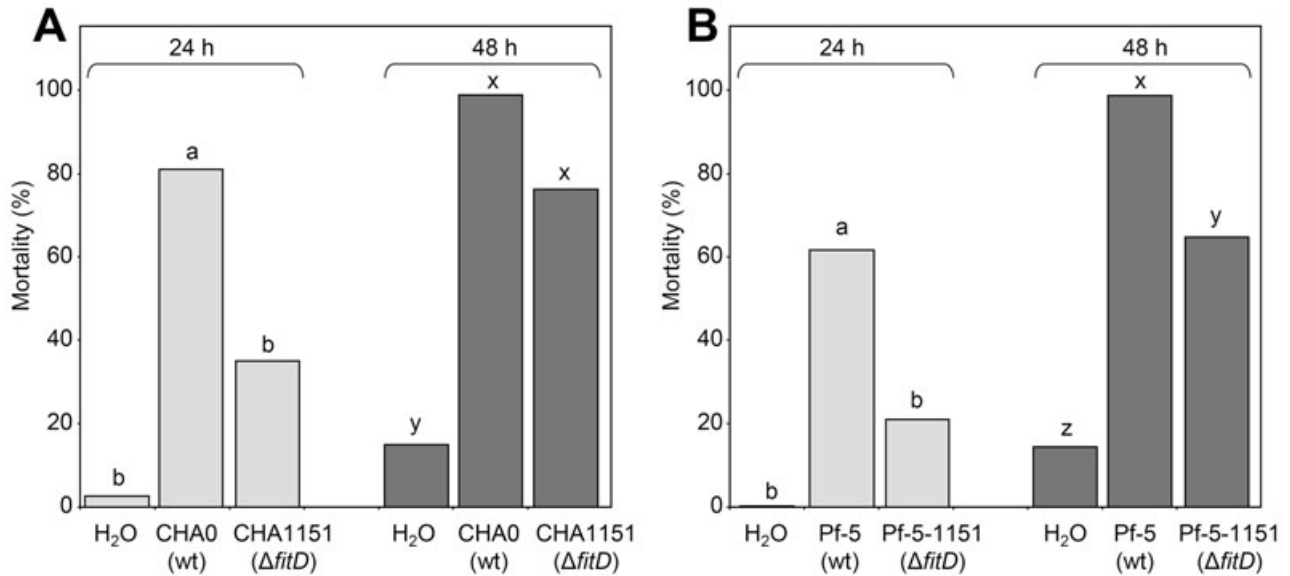 A
24 h
48 h
Mortality (%)
100
80
60
40
20
0
b
a
b
y
x
x
H₂O
CHA0
(wt)
CHA1151
(ΔfitD)
H₂O
CHA0
(wt)
CHA1151
(ΔfitD)
B
24 h
48 h
Mortality (%)
100
80
60
40
20
0
b
a
b
z
x
y
H₂O
Pf-5
(wt)
Pf-5-1151
(ΔfitD)
H₂O
Pf-5
(wt)
Pf-5-1151
(ΔfitD)